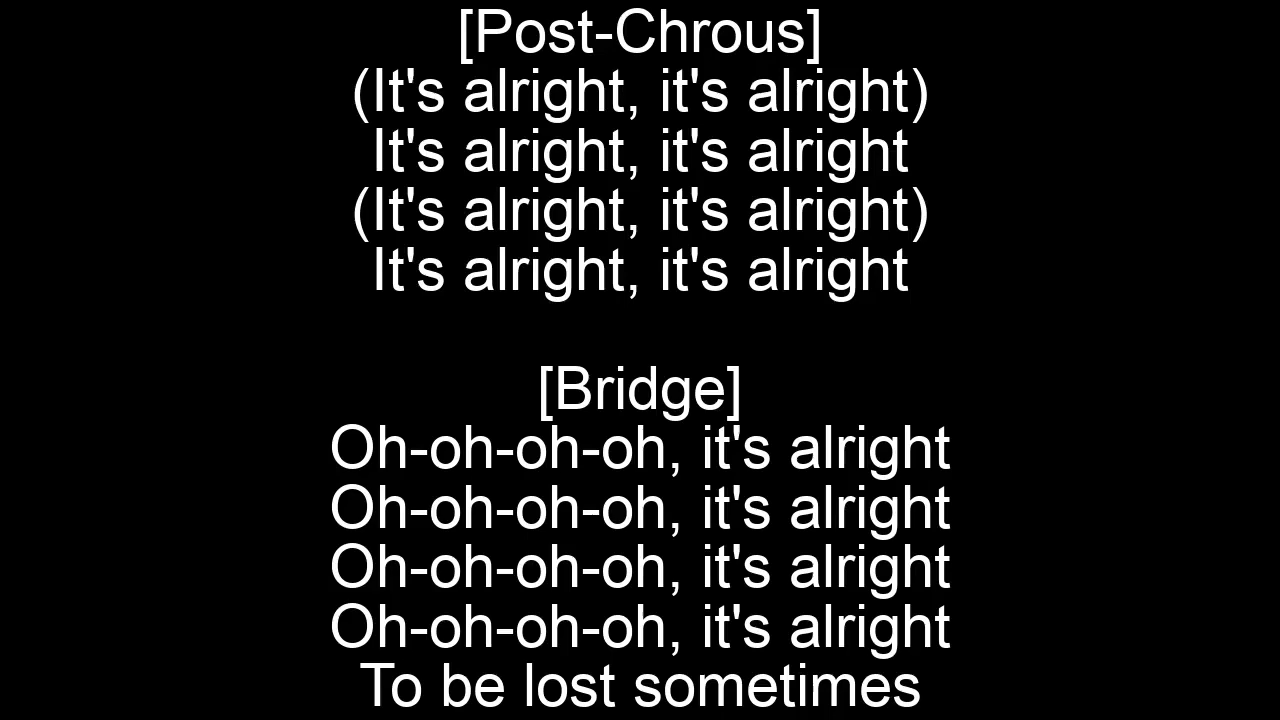 [Post-Chrous]
(It's alright, it's alright)
It's alright, it's alright
(It's alright, it's alright)
It's alright, it's alright
[Bridge]
Oh-oh-oh-oh, it's alright
Oh-oh-oh-oh, it's alright
Oh-oh-oh-oh, it's alright
Oh-oh-oh-oh, it's alright
To be lost sometimes